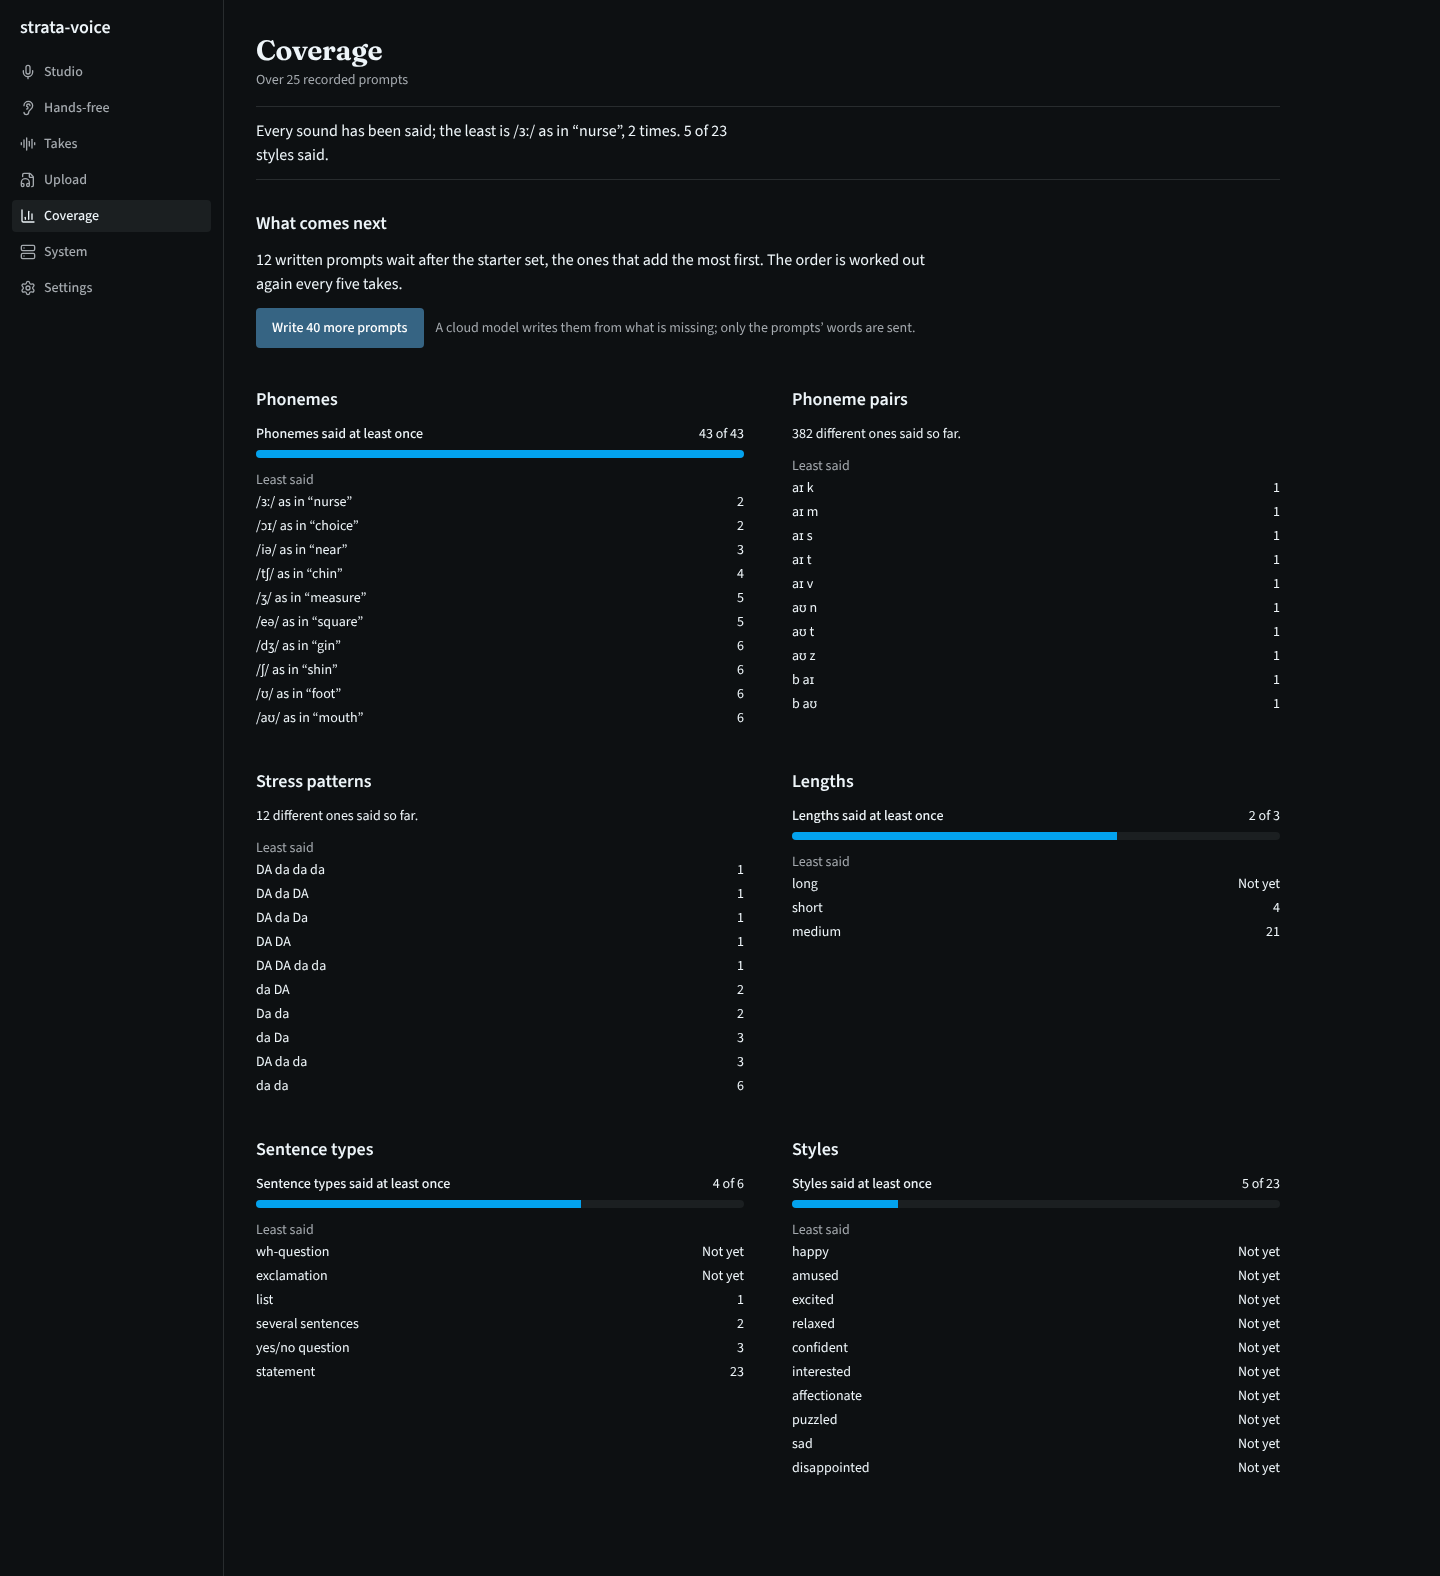 strata-voice
Studio
Hands-free
Takes
Upload
Coverage
System
Settings
Coverage
Over 25 recorded prompts
Every sound has been said; the least is /ɜː/ as in “nurse”, 2 times. 5 of 23
styles said.
What comes next
12 written prompts wait after the starter set, the ones that add the most first. The order is worked out
again every five takes.
Write 40 more prompts
A cloud model writes them from what is missing; only the prompts’ words are sent.
Phonemes
Phonemes said at least once 43 of 43
Least said
/ɜː/ as in “nurse” 2
/ɔɪ/ as in “choice” 2
/iə/ as in “near” 3
/tʃ/ as in “chin” 4
/ʒ/ as in “measure” 5
/eə/ as in “square” 5
/dʒ/ as in “gin” 6
/ʃ/ as in “shin” 6
/ʊ/ as in “foot” 6
/aʊ/ as in “mouth” 6
Phoneme pairs
382 different ones said so far.
Least said
aɪ k 1
aɪ m 1
aɪ s 1
aɪ t 1
aɪ v 1
aʊ n 1
aʊ t 1
aʊ z 1
b aɪ 1
b aʊ 1
Stress patterns
12 different ones said so far.
Least said
DA da da da 1
DA da DA 1
DA da Da 1
DA DA 1
DA DA da da 1
da DA 2
Da da 2
da Da 3
DA da da 3
da da 6
Lengths
Lengths said at least once 2 of 3
Least said
long Not yet
short 4
medium 21
Sentence types
Sentence types said at least once 4 of 6
Least said
wh-question Not yet
exclamation Not yet
list 1
several sentences 2
yes/no question 3
statement 23
Styles
Styles said at least once 5 of 23
Least said
happy Not yet
amused Not yet
excited Not yet
relaxed Not yet
confident Not yet
interested Not yet
affectionate Not yet
puzzled Not yet
sad Not yet
disappointed Not yet